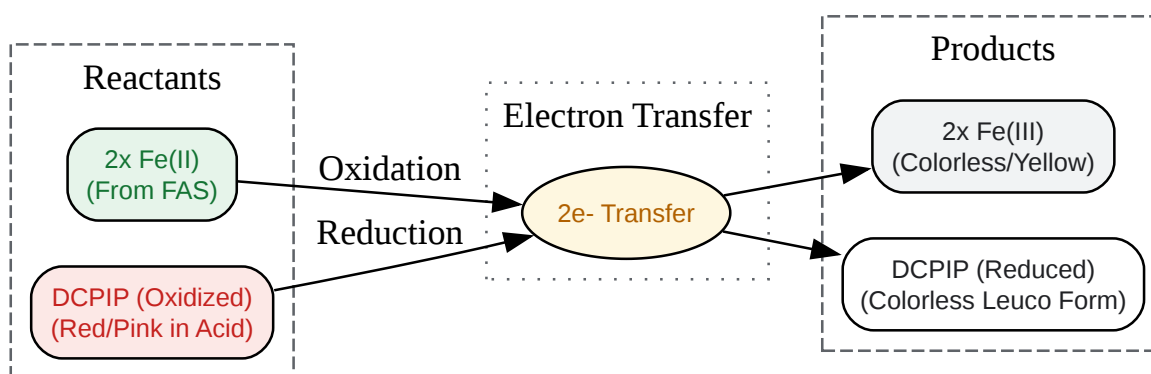 Reactants
2x Fe(II)
(From FAS)
DCPIP (Oxidized)
(Red/Pink in Acid)
Oxidation
Reduction
Electron Transfer
2e- Transfer
Products
2x Fe(III)
(Colorless/Yellow)
DCPIP (Reduced)
(Colorless Leuco Form)